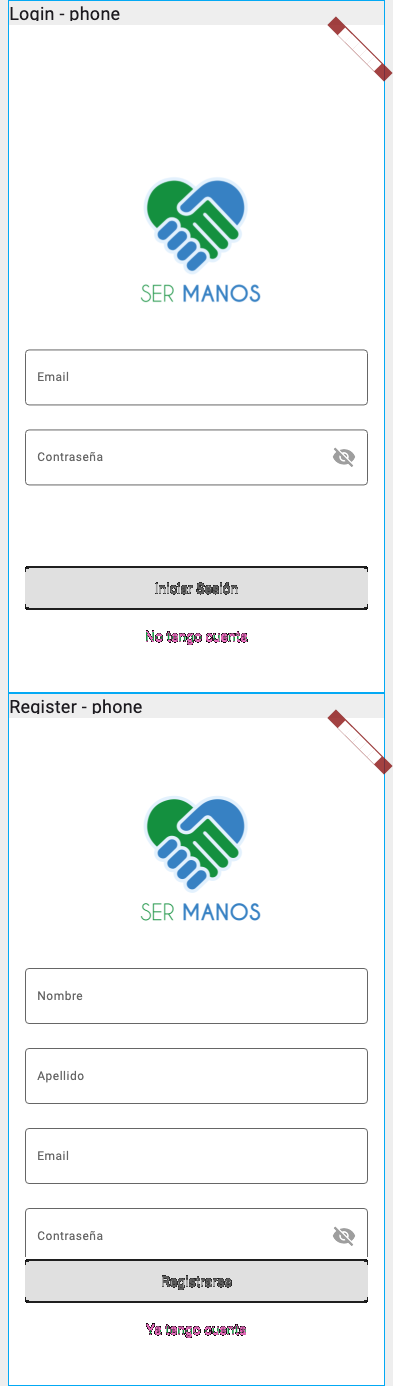 Login - phone
SER MANOS
Email
Contraseña
Iniciar Sesión
No tengo cuenta
Register - phone
SER MANOS
Nombre
Apellido
Email
Contraseña
Registrarse
Ya tengo cuenta